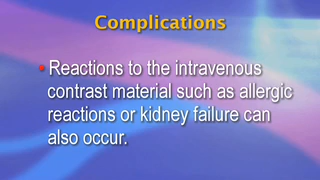 Complications
• Reactions to the intravenous
contrast material such as allergic
reactions or kidney failure can
also occur.